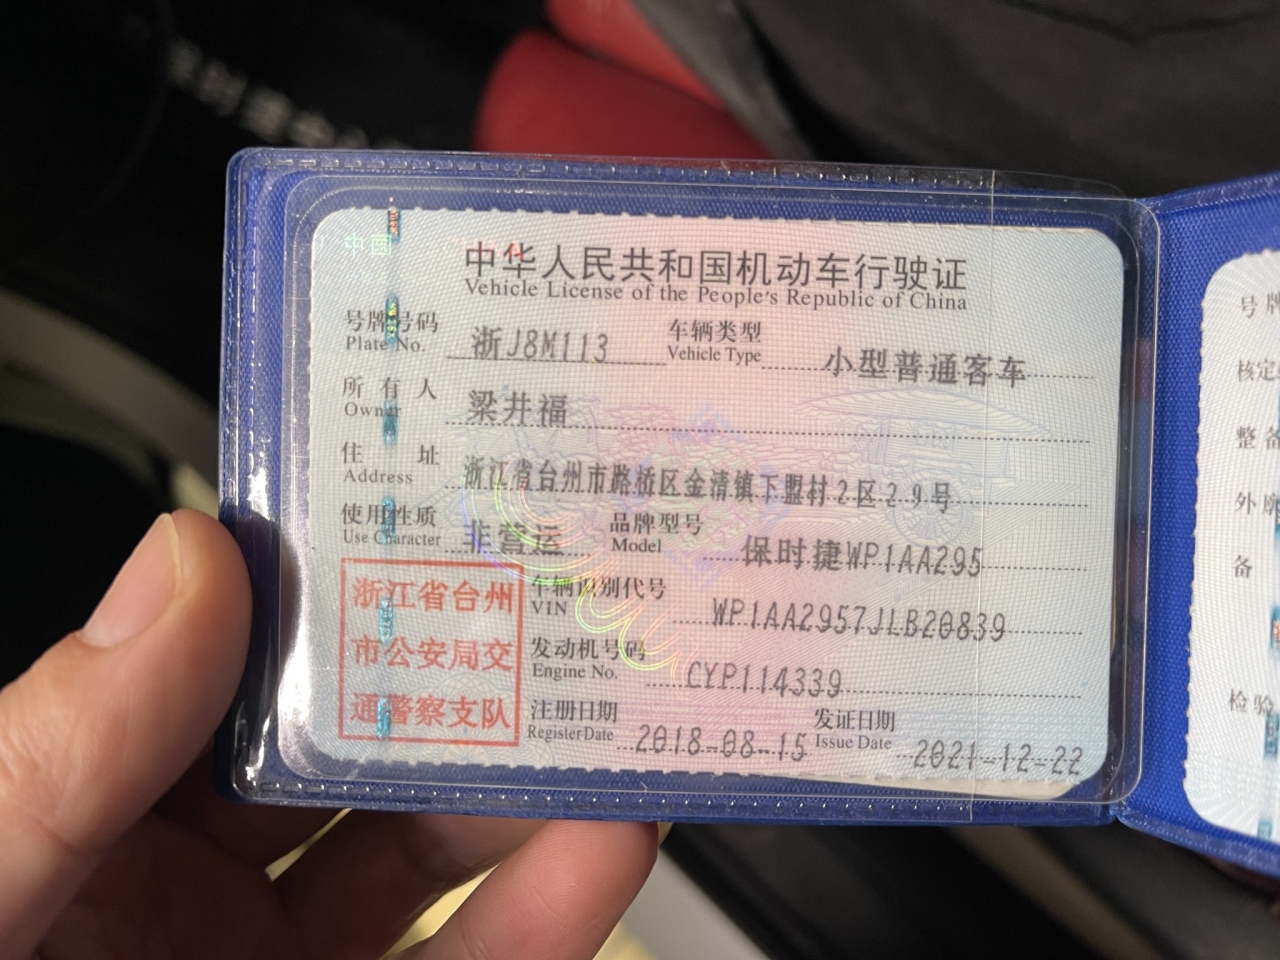 中国
中华人民共和国机动车行驶证
Vehicle License of the People's Republic of China
号牌号码 浙J8M113 车辆类型 小型普通客车
Plate No. Vehicle Type
所有人 梁井福
Owner
住址 浙江省台州市路桥区金清镇下盟村2区29号
Address
使用性质 非营运 品牌型号 保时捷WP1AA295
Use Character Model
浙江省台州
市公安局交
通警察支队
车辆识别代号 WP1AA2957JLB20839
VIN
发动机号码 CYP114339
Engine No.
注册日期 2018-08-15 发证日期 2021-12-22
Register Date Issue Date
号牌
核定
整备
外廓
备
检验